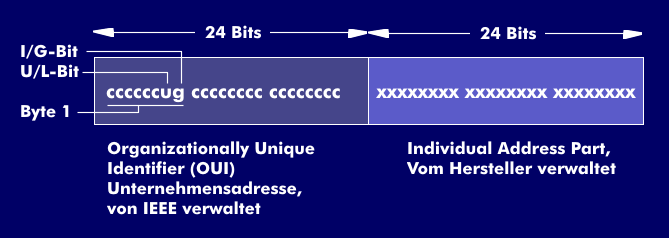 24 Bits 24 Bits
I/G-Bit
U/L-Bit
ccccccug cccccccc cccccccc xxxxxxxx xxxxxxxx xxxxxxxx
Byte 1
Organizationally Unique
Identifier (OUI)
Unternehmensadresse,
von IEEE verwaltet
Individual Address Part,
Vom Hersteller verwaltet